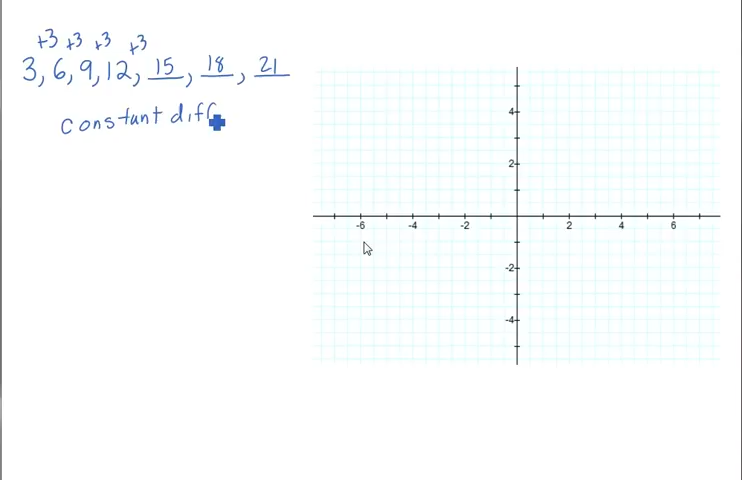 +3 +3 +3 +3
3, 6, 9, 12, 15, 18, 21
constant diff
4
2
-6 -4 -2 2 4 6
-2
-4